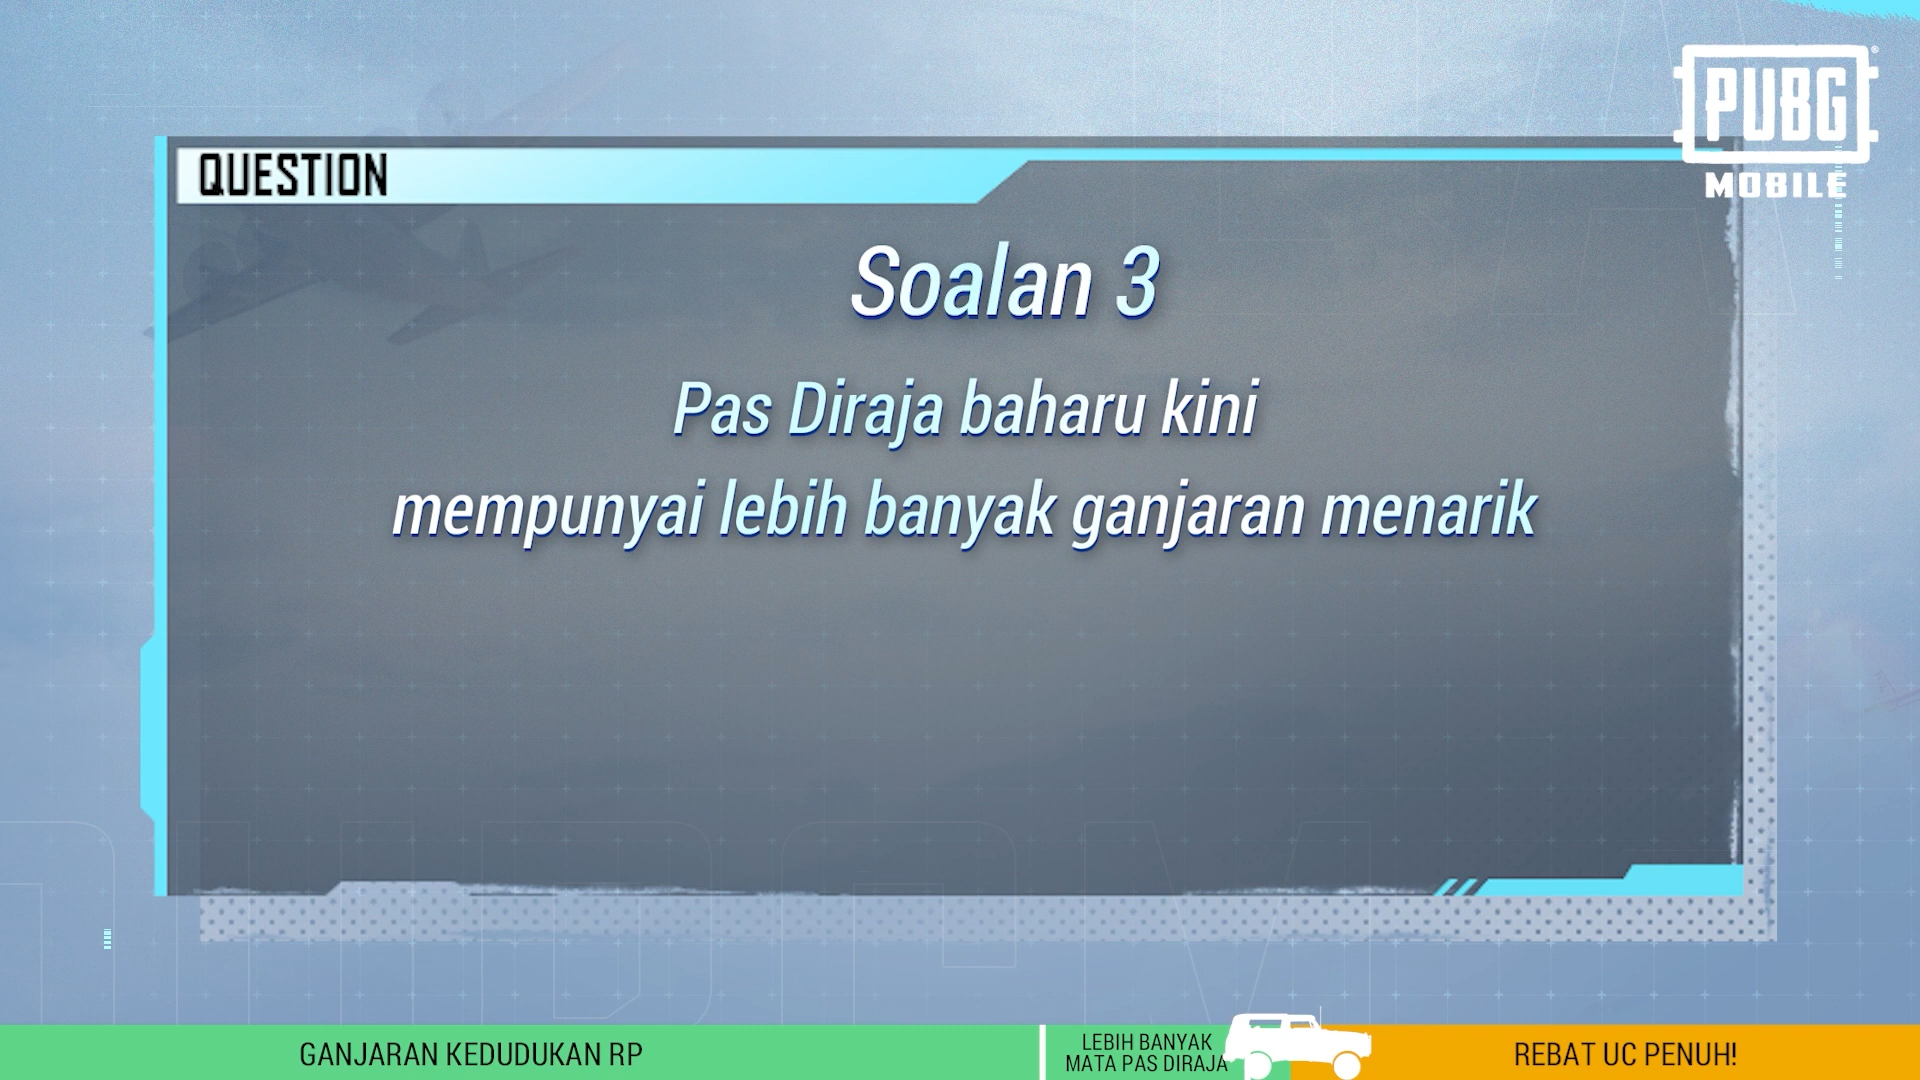 PUBG
MOBILE
QUESTION
Soalan 3
Pas Diraja baharu kini
mempunyai lebih banyak ganjaran menarik
GANJARAN KEDUDUKAN RP
LEBIH BANYAK
MATA PAS DIRAJA
REBAT UC PENUH!